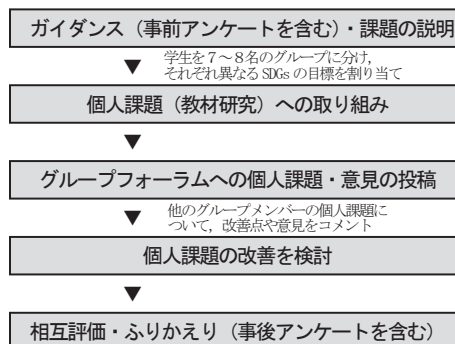 ガイダンス（事前アンケートを含む）・課題の説明
▼
学生を７～８名のグループに分け，
それぞれ異なる SDGs の目標を割り当て
個人課題（教材研究）への取り組み
▼
グループフォーラムへの個人課題・意見の投稿
▼
他のグループメンバーの個人課題に
ついて，改善点や意見をコメント
個人課題の改善を検討
▼
相互評価・ふりかえり（事後アンケートを含む）